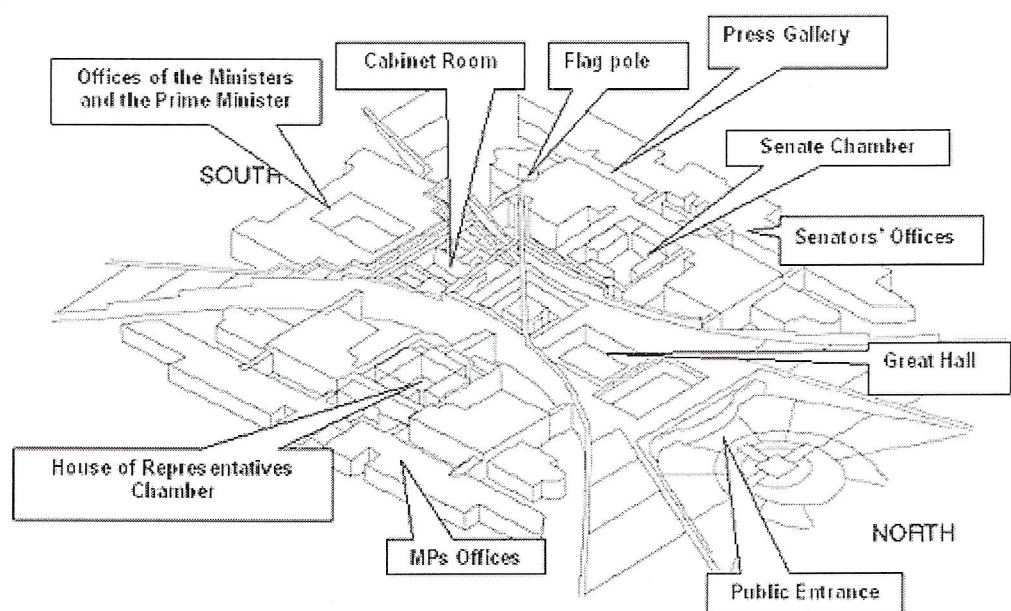 Press Gallery
Cabinet Room
Flag pole
Offices of the Ministers
and the Prime Minister
Senate Chamber
SOUTH
Senators' Offices
Great Hall
House of Representatives
Chamber
NORTH
MPs Offices
Public Entrance